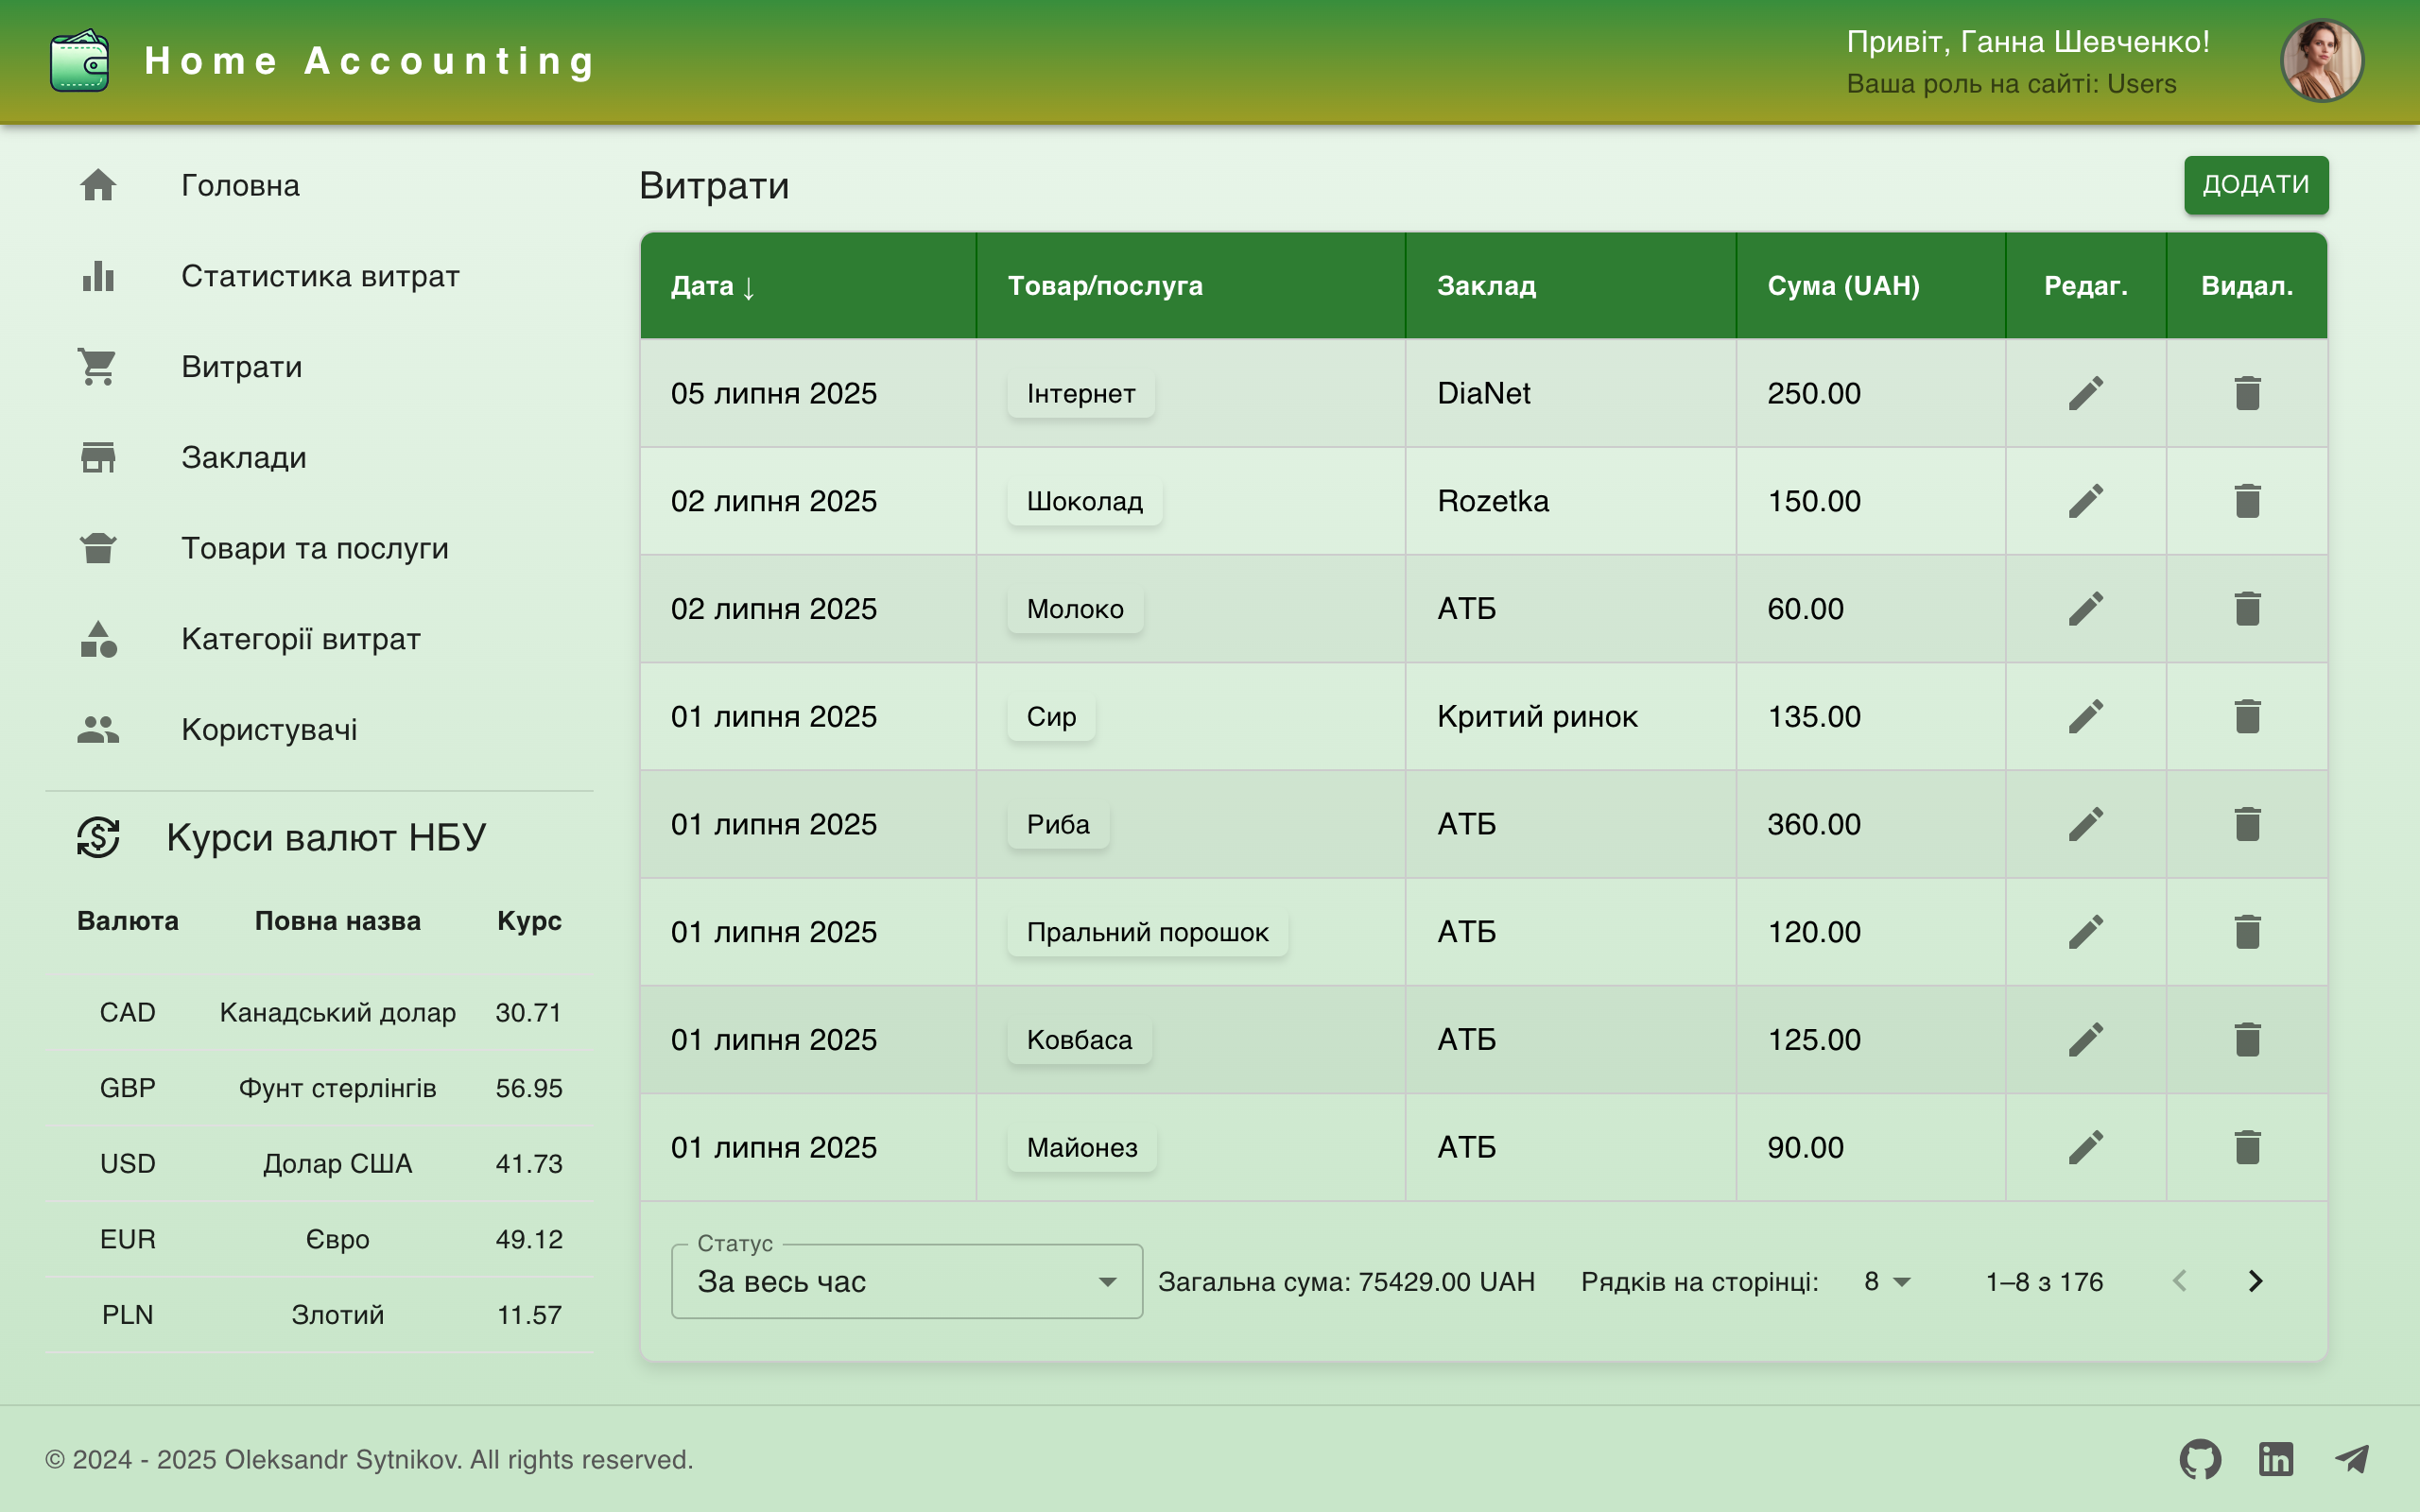 Home Accounting
Привіт, Ганна Шевченко!
Ваша роль на сайті: Users
Головна
Статистика витрат
Витрати
Заклади
Товари та послуги
Категорії витрат
Користувачі
Курси валют НБУ
Валюта Повна назва Курс
CAD Канадський долар 30.71
GBP Фунт стерлінгів 56.95
USD Долар США 41.73
EUR Євро 49.12
PLN Злотий 11.57
Витрати
ДОДАТИ
Дата ↓ Товар/послуга Заклад Сума (UAH) Редаг. Видал.
05 липня 2025 Інтернет DiaNet 250.00
02 липня 2025 Шоколад Rozetka 150.00
02 липня 2025 Молоко АТБ 60.00
01 липня 2025 Сир Критий ринок 135.00
01 липня 2025 Риба АТБ 360.00
01 липня 2025 Пральний порошок АТБ 120.00
01 липня 2025 Ковбаса АТБ 125.00
01 липня 2025 Майонез АТБ 90.00
Статус
За весь час Загальна сума: 75429.00 UAH Рядків на сторінці: 8 1–8 з 176
© 2024 - 2025 Oleksandr Sytnikov. All rights reserved.